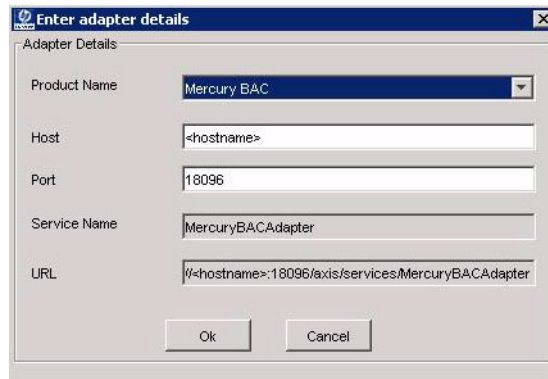 Enter adapter details
Adapter Details
Product Name Mercury BAC
Host <hostname>
Port 18096
Service Name MercuryBACAdapter
URL //<hostname>:18096/axis/services/MercuryBACAdapter
Ok Cancel